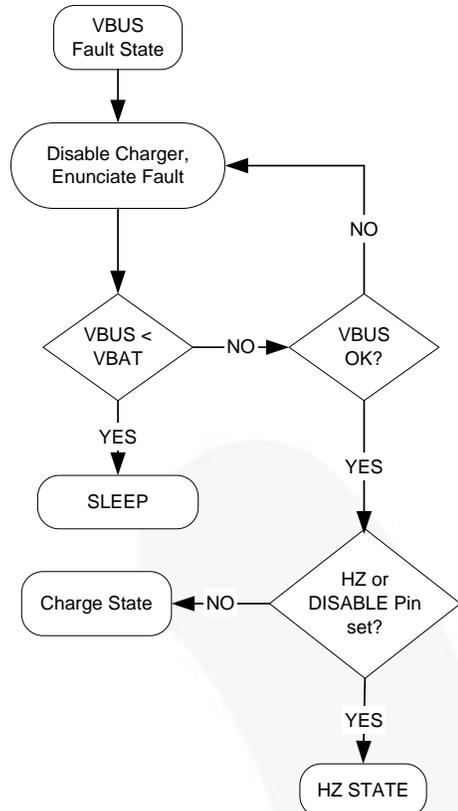 VBUS
Fault State
Disable Charger,
Enunciate Fault
NO
VBUS <
VBAT
NO
VBUS
OK?
YES
YES
SLEEP
HZ or
DISABLE Pin
set?
NO
Charge State
YES
HZ STATE